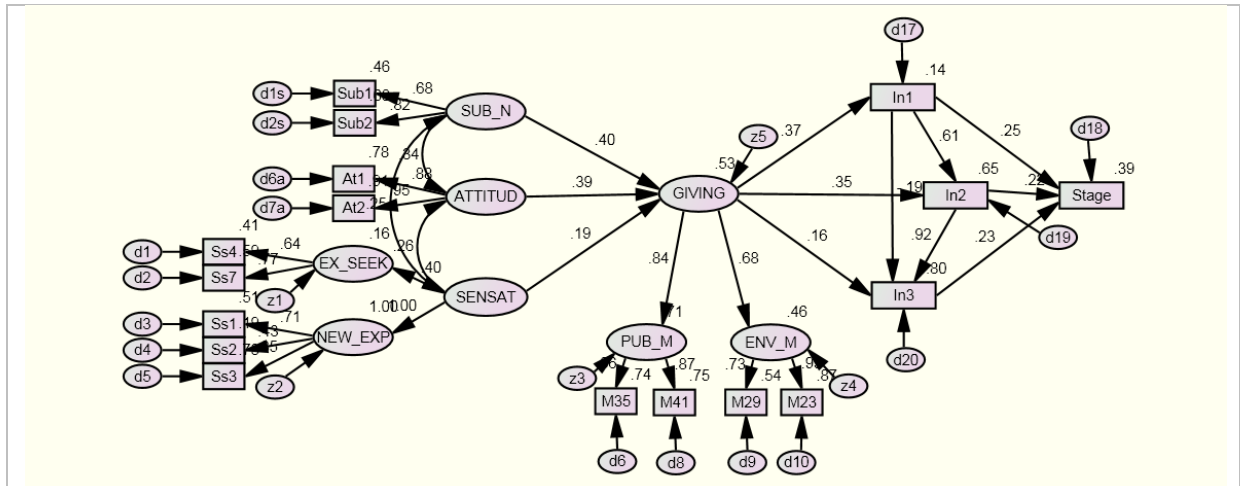 d17
.46
.14
d1s
Sub1
.68
In1
d2s
Sub2
.82
SUB_N
z5
.37
.61
.25
d18
.40
.78
.34
.53
.65
.39
d6a
At1
.88
ATTITUD
.39
GIVING
.35
-.19
In2
.22
Stage
d7a
At2
.95
.25
.41
.16
.26
.19
.16
.92
.23
d19
d1
Ss4
.64
EX_SEEK
.84
.68
.80
d2
Ss7
.77
.40
SENSAT
In3
.51
z1
1.00
1.00
d3
Ss1
.71
.71
.46
d4
Ss2
NEW_EXP
PUB_M
ENV_M
d20
d5
Ss3
z2
z3
.74
.87
.75
.73
.54
.87
z4
M35
M41
M29
M23
d6
d8
d9
d10